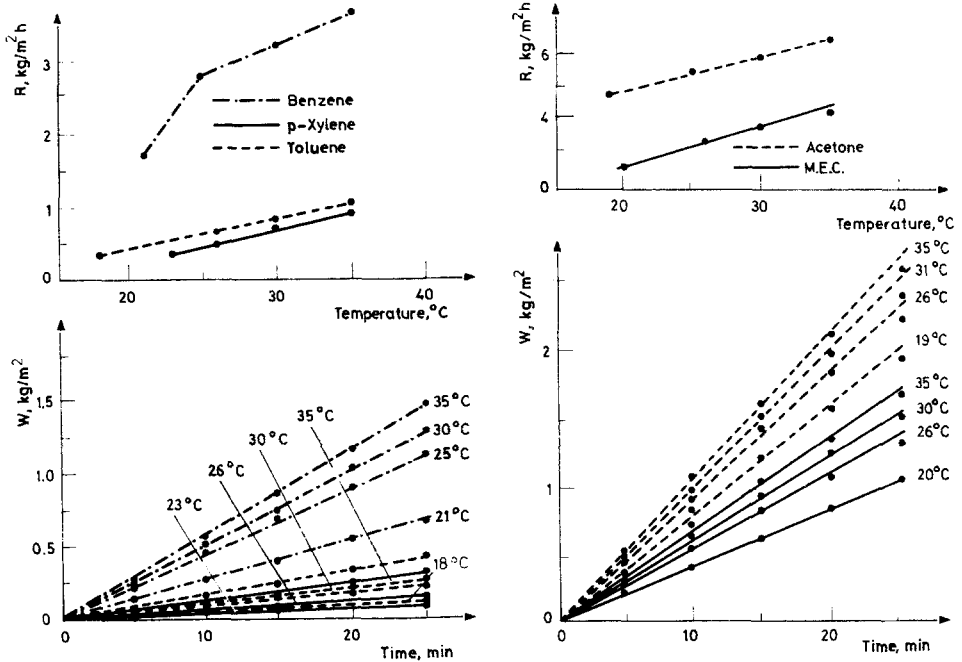 R, kg/m² h
3
2
1
0
Benzene
p-Xylene
Toluene
20
30
40
Temperature, °C
R, kg/m² h
6
4
0
Acetone
M.E.C.
20
30
40
Temperature, °C
W, kg/m²
1.5
1.0
0.5
0
35°C
30°C
25°C
21°C
18°C
35°C
30°C
26°C
23°C
0
10
20
Time, min
W, kg/m²
2
1
0
35°C
31°C
26°C
19°C
35°C
30°C
26°C
20°C
0
10
20
Time, min